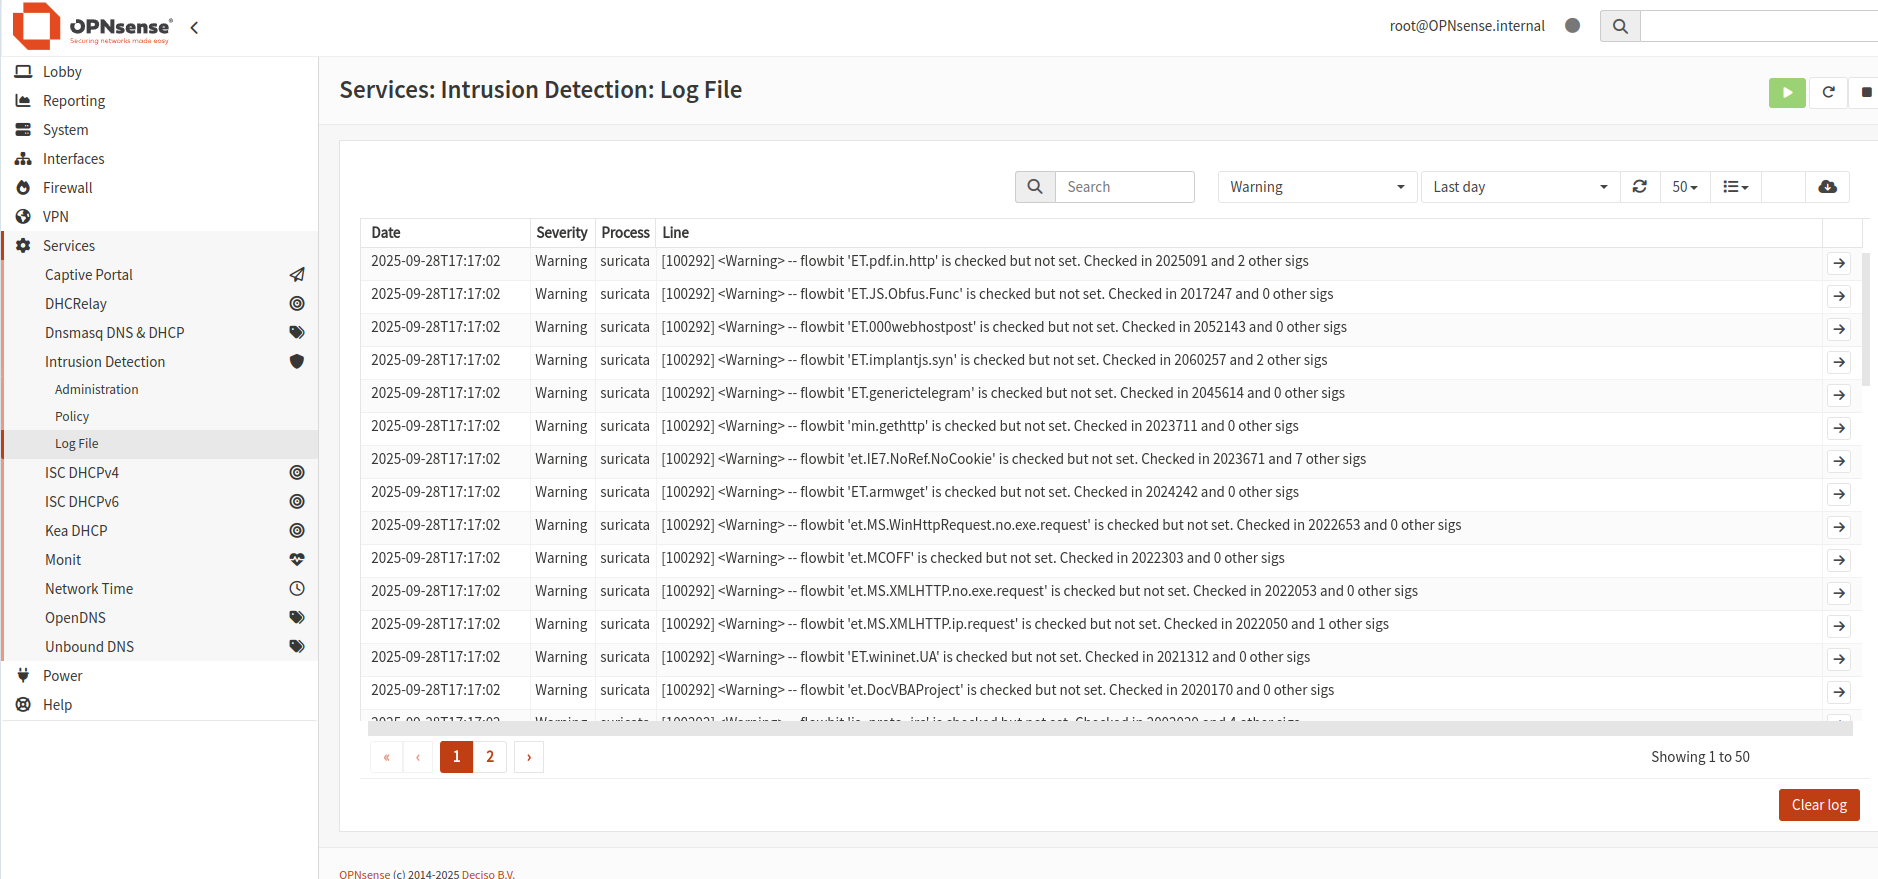 OPNsense®
Securing networks made easy
root@OPNsense.internal
Lobby
Reporting
System
Interfaces
Firewall
VPN
Services
Captive Portal
DHCRelay
Dnsmasq DNS & DHCP
Intrusion Detection
Administration
Policy
Log File
ISC DHCPv4
ISC DHCPv6
Kea DHCP
Monit
Network Time
OpenDNS
Unbound DNS
Power
Help
Services: Intrusion Detection: Log File
Search
Warning
Last day
50
Date Severity Process Line
2025-09-28T17:17:02 Warning suricata [100292] <Warning> -- flowbit 'ET.pdf.in.http' is checked but not set. Checked in 2025091 and 2 other sigs
2025-09-28T17:17:02 Warning suricata [100292] <Warning> -- flowbit 'ET.JS.Obfus.Func' is checked but not set. Checked in 2017247 and 0 other sigs
2025-09-28T17:17:02 Warning suricata [100292] <Warning> -- flowbit 'ET.000webhostpost' is checked but not set. Checked in 2052143 and 0 other sigs
2025-09-28T17:17:02 Warning suricata [100292] <Warning> -- flowbit 'ET.implantjs.syn' is checked but not set. Checked in 2060257 and 2 other sigs
2025-09-28T17:17:02 Warning suricata [100292] <Warning> -- flowbit 'ET.generictelegram' is checked but not set. Checked in 2045614 and 0 other sigs
2025-09-28T17:17:02 Warning suricata [100292] <Warning> -- flowbit 'min.gethttp' is checked but not set. Checked in 2023711 and 0 other sigs
2025-09-28T17:17:02 Warning suricata [100292] <Warning> -- flowbit 'et.IE7.NoRef.NoCookie' is checked but not set. Checked in 2023671 and 7 other sigs
2025-09-28T17:17:02 Warning suricata [100292] <Warning> -- flowbit 'ET.armwget' is checked but not set. Checked in 2024242 and 0 other sigs
2025-09-28T17:17:02 Warning suricata [100292] <Warning> -- flowbit 'et.MS.WinHttpRequest.no.exe.request' is checked but not set. Checked in 2022653 and 0 other sigs
2025-09-28T17:17:02 Warning suricata [100292] <Warning> -- flowbit 'et.MCOFF' is checked but not set. Checked in 2022303 and 0 other sigs
2025-09-28T17:17:02 Warning suricata [100292] <Warning> -- flowbit 'et.MS.XMLHTTP.no.exe.request' is checked but not set. Checked in 2022053 and 0 other sigs
2025-09-28T17:17:02 Warning suricata [100292] <Warning> -- flowbit 'et.MS.XMLHTTP.ip.request' is checked but not set. Checked in 2022050 and 1 other sigs
2025-09-28T17:17:02 Warning suricata [100292] <Warning> -- flowbit 'ET.wininet.UA' is checked but not set. Checked in 2021312 and 0 other sigs
2025-09-28T17:17:02 Warning suricata [100292] <Warning> -- flowbit 'et.DocVBAProject' is checked but not set. Checked in 2020170 and 0 other sigs
« ‹ 1 2 ›
Showing 1 to 50
Clear log
OPNsense (c) 2014-2025 Deciso B.V.